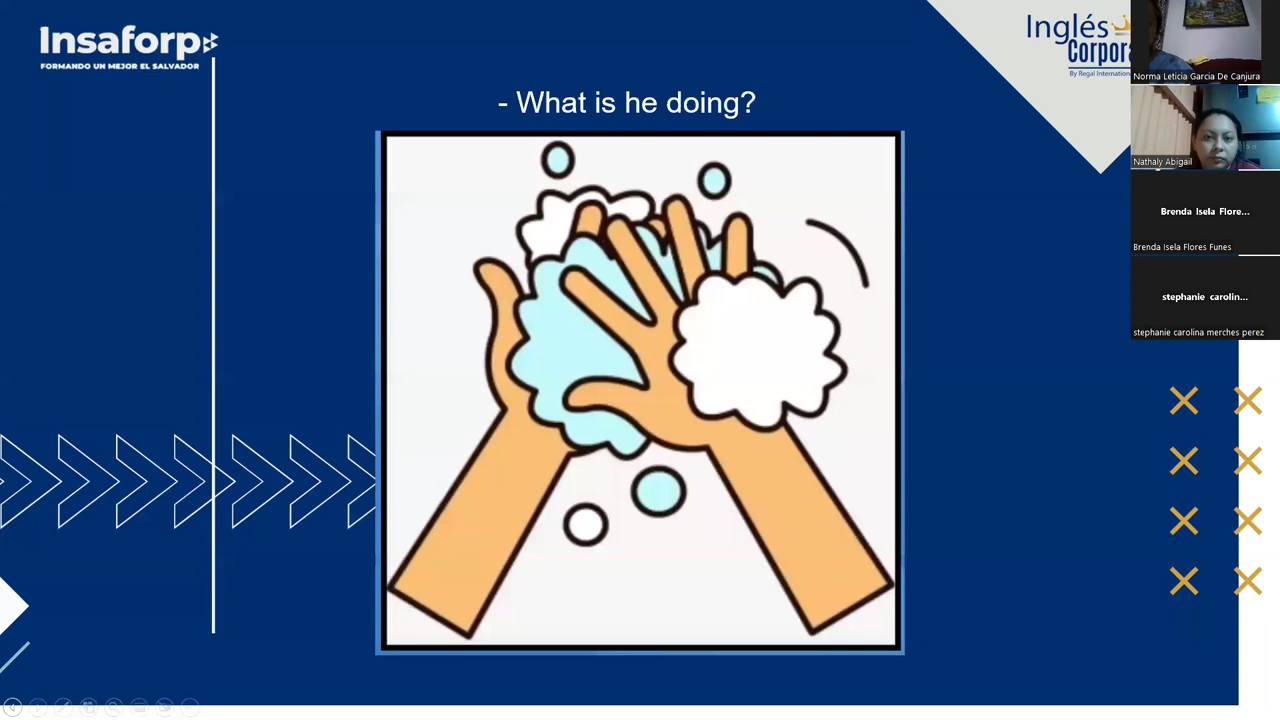 Insaforp
FORMANDO UN MEJOR EL SALVADOR
Inglés
Corpora
By Regal Internation
- What is he doing?
Norma Leticia Garcia De Canjura
Nathaly Abigail
Brenda Isela Flore...
Brenda Isela Flores Funes
stephanie carolin...
stephanie carolina merches perez